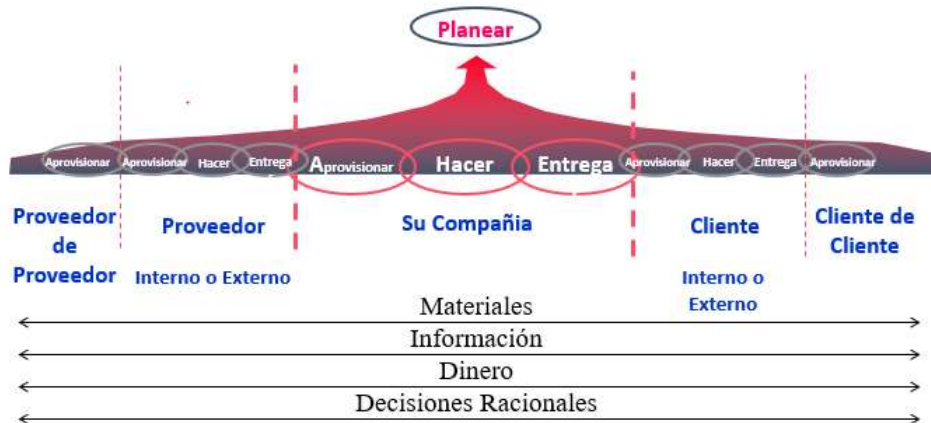 Planear
Aprovisionar Aprovisionar Hacer Entrega Aprovisionar Hacer Entrega Aprovisionar Hacer Entrega Aprovisionar
Proveedor
de
Proveedor
Proveedor
Interno o Externo
Su Compañia
Cliente
Interno o
Externo
Cliente de
Cliente
Materiales
Información
Dinero
Decisiones Racionales